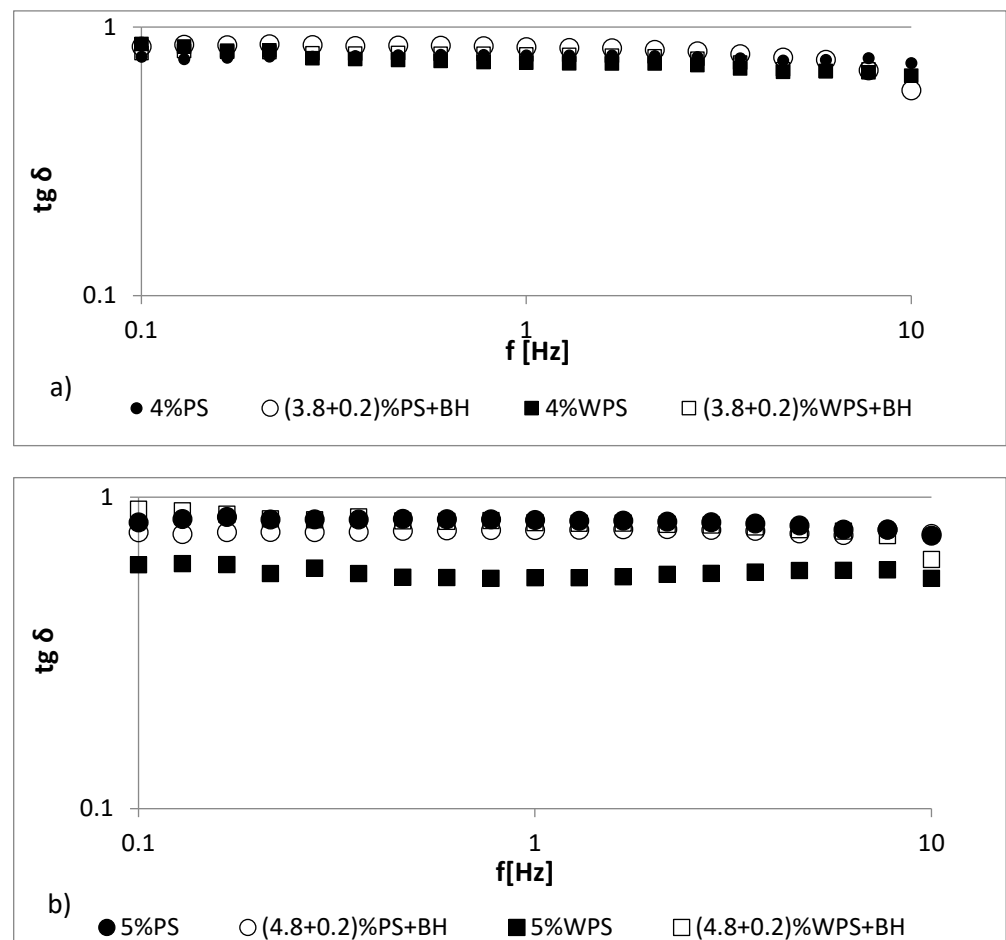 1
tg δ
0.1
0.1 1 10
f [Hz]
a)
4%PS (3.8+0.2)%PS+BH 4%WPS (3.8+0.2)%WPS+BH
1
tg δ
0.1
0.1 1 10
f[Hz]
b)
5%PS (4.8+0.2)%PS+BH 5%WPS (4.8+0.2)%WPS+BH